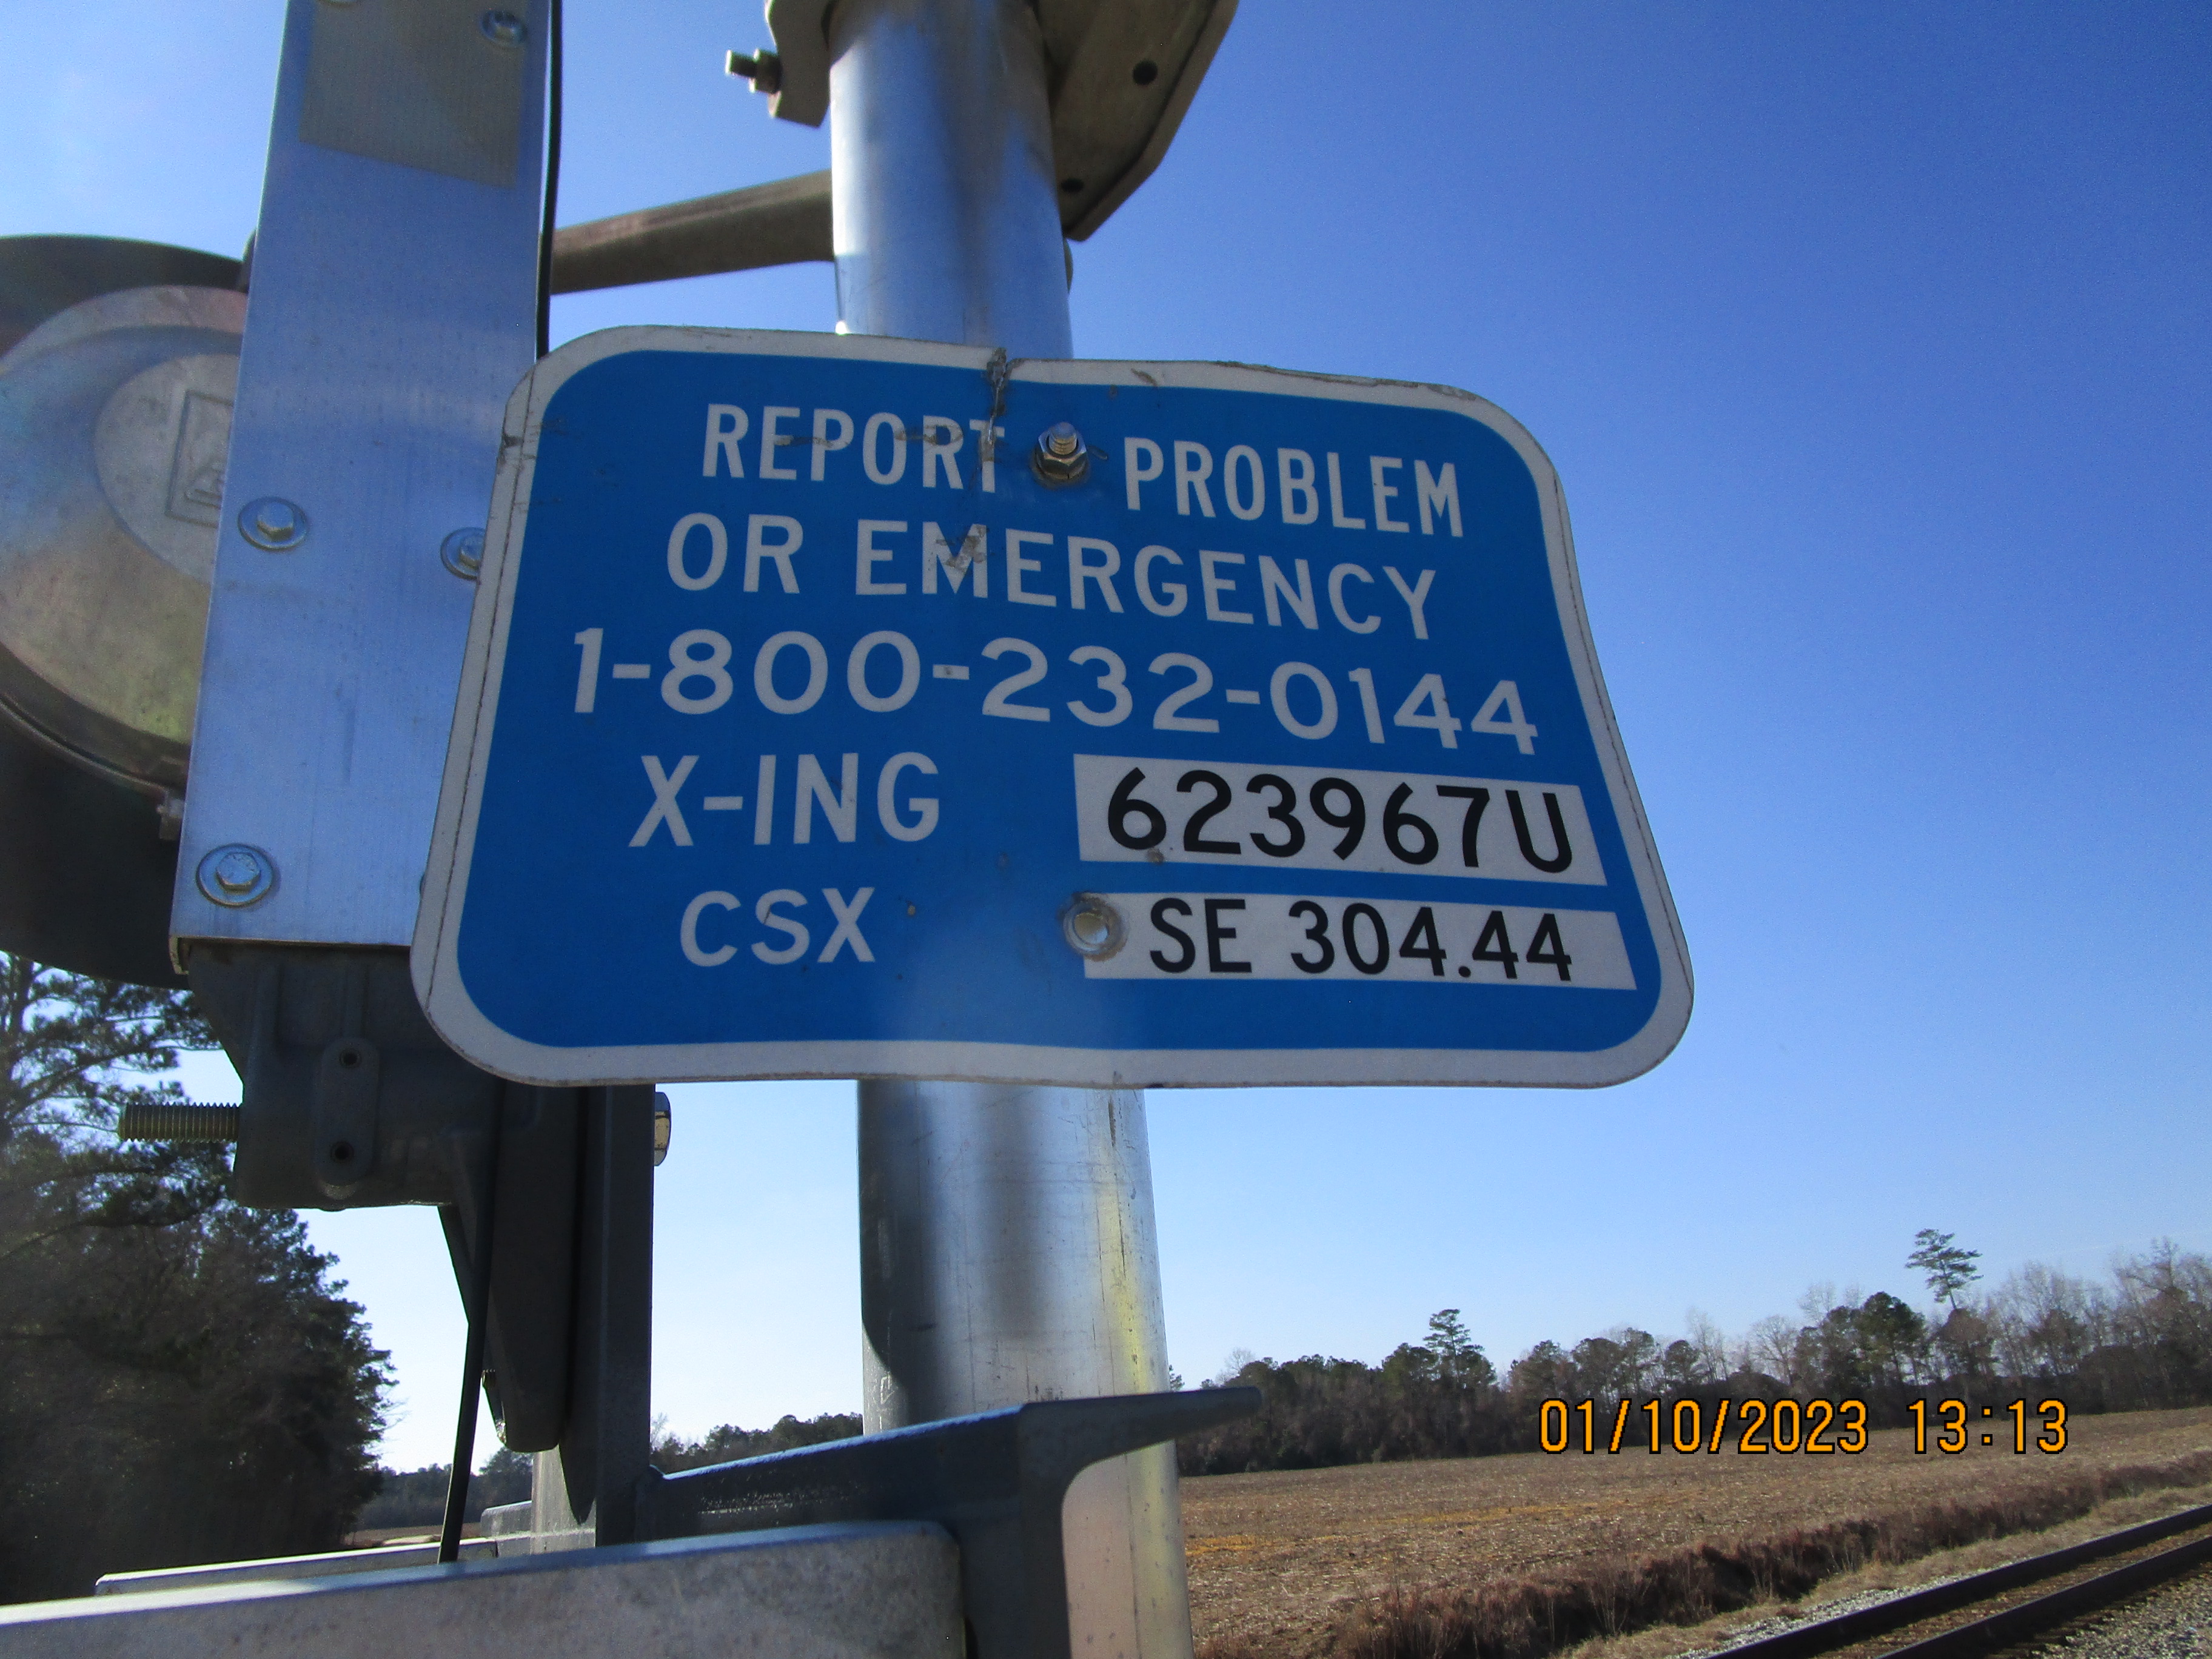 REPORT PROBLEM
OR EMERGENCY
1-800-232-0144
X-ING 623967U
CSX SE 304.44
01/10/2023 13:13